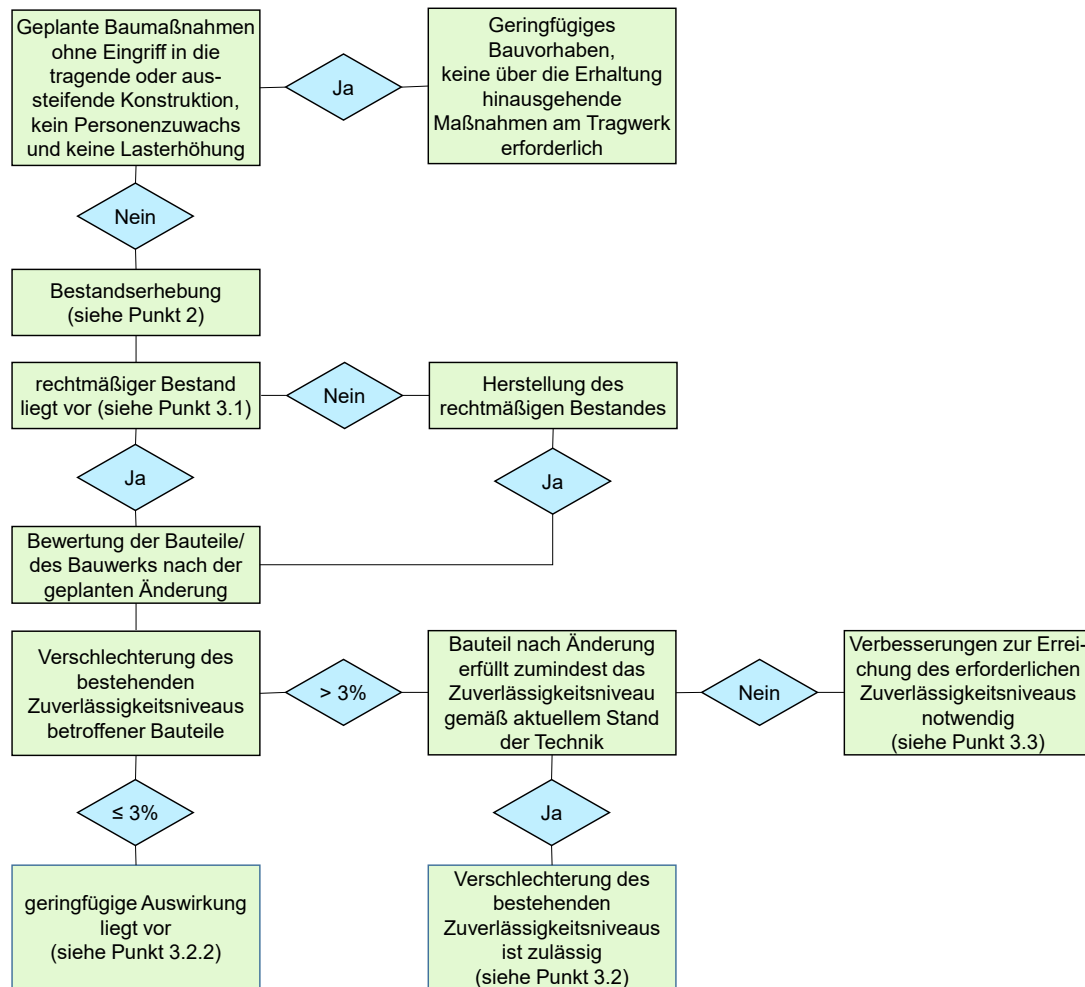 Geplante Baumaßnahmen
ohne Eingriff in die
tragende oder aus-
steifende Konstruktion,
kein Personenzuwachs
und keine Lasterhöhung
Ja
Geringfügiges
Bauvorhaben,
keine über die Erhaltung
hinausgehende
Maßnahmen am Tragwerk
erforderlich
Nein
Bestandserhebung
(siehe Punkt 2)
rechtmäßiger Bestand
liegt vor (siehe Punkt 3.1)
Nein
Herstellung des
rechtmäßigen Bestandes
Ja
Ja
Bewertung der Bauteile/
des Bauwerks nach der
geplanten Änderung
Verschlechterung des
bestehenden
Zuverlässigkeitsniveaus
betroffener Bauteile
> 3%
Bauteil nach Änderung
erfüllt zumindest das
Zuverlässigkeitsniveau
gemäß aktuellem Stand
der Technik
Nein
Verbesserungen zur Errei-
chung des erforderlichen
Zuverlässigkeitsniveaus
notwendig
(siehe Punkt 3.3)
≤ 3%
Ja
geringfügige Auswirkung
liegt vor
(siehe Punkt 3.2.2)
Verschlechterung des
bestehenden
Zuverlässigkeitsniveaus
ist zulässig
(siehe Punkt 3.2)